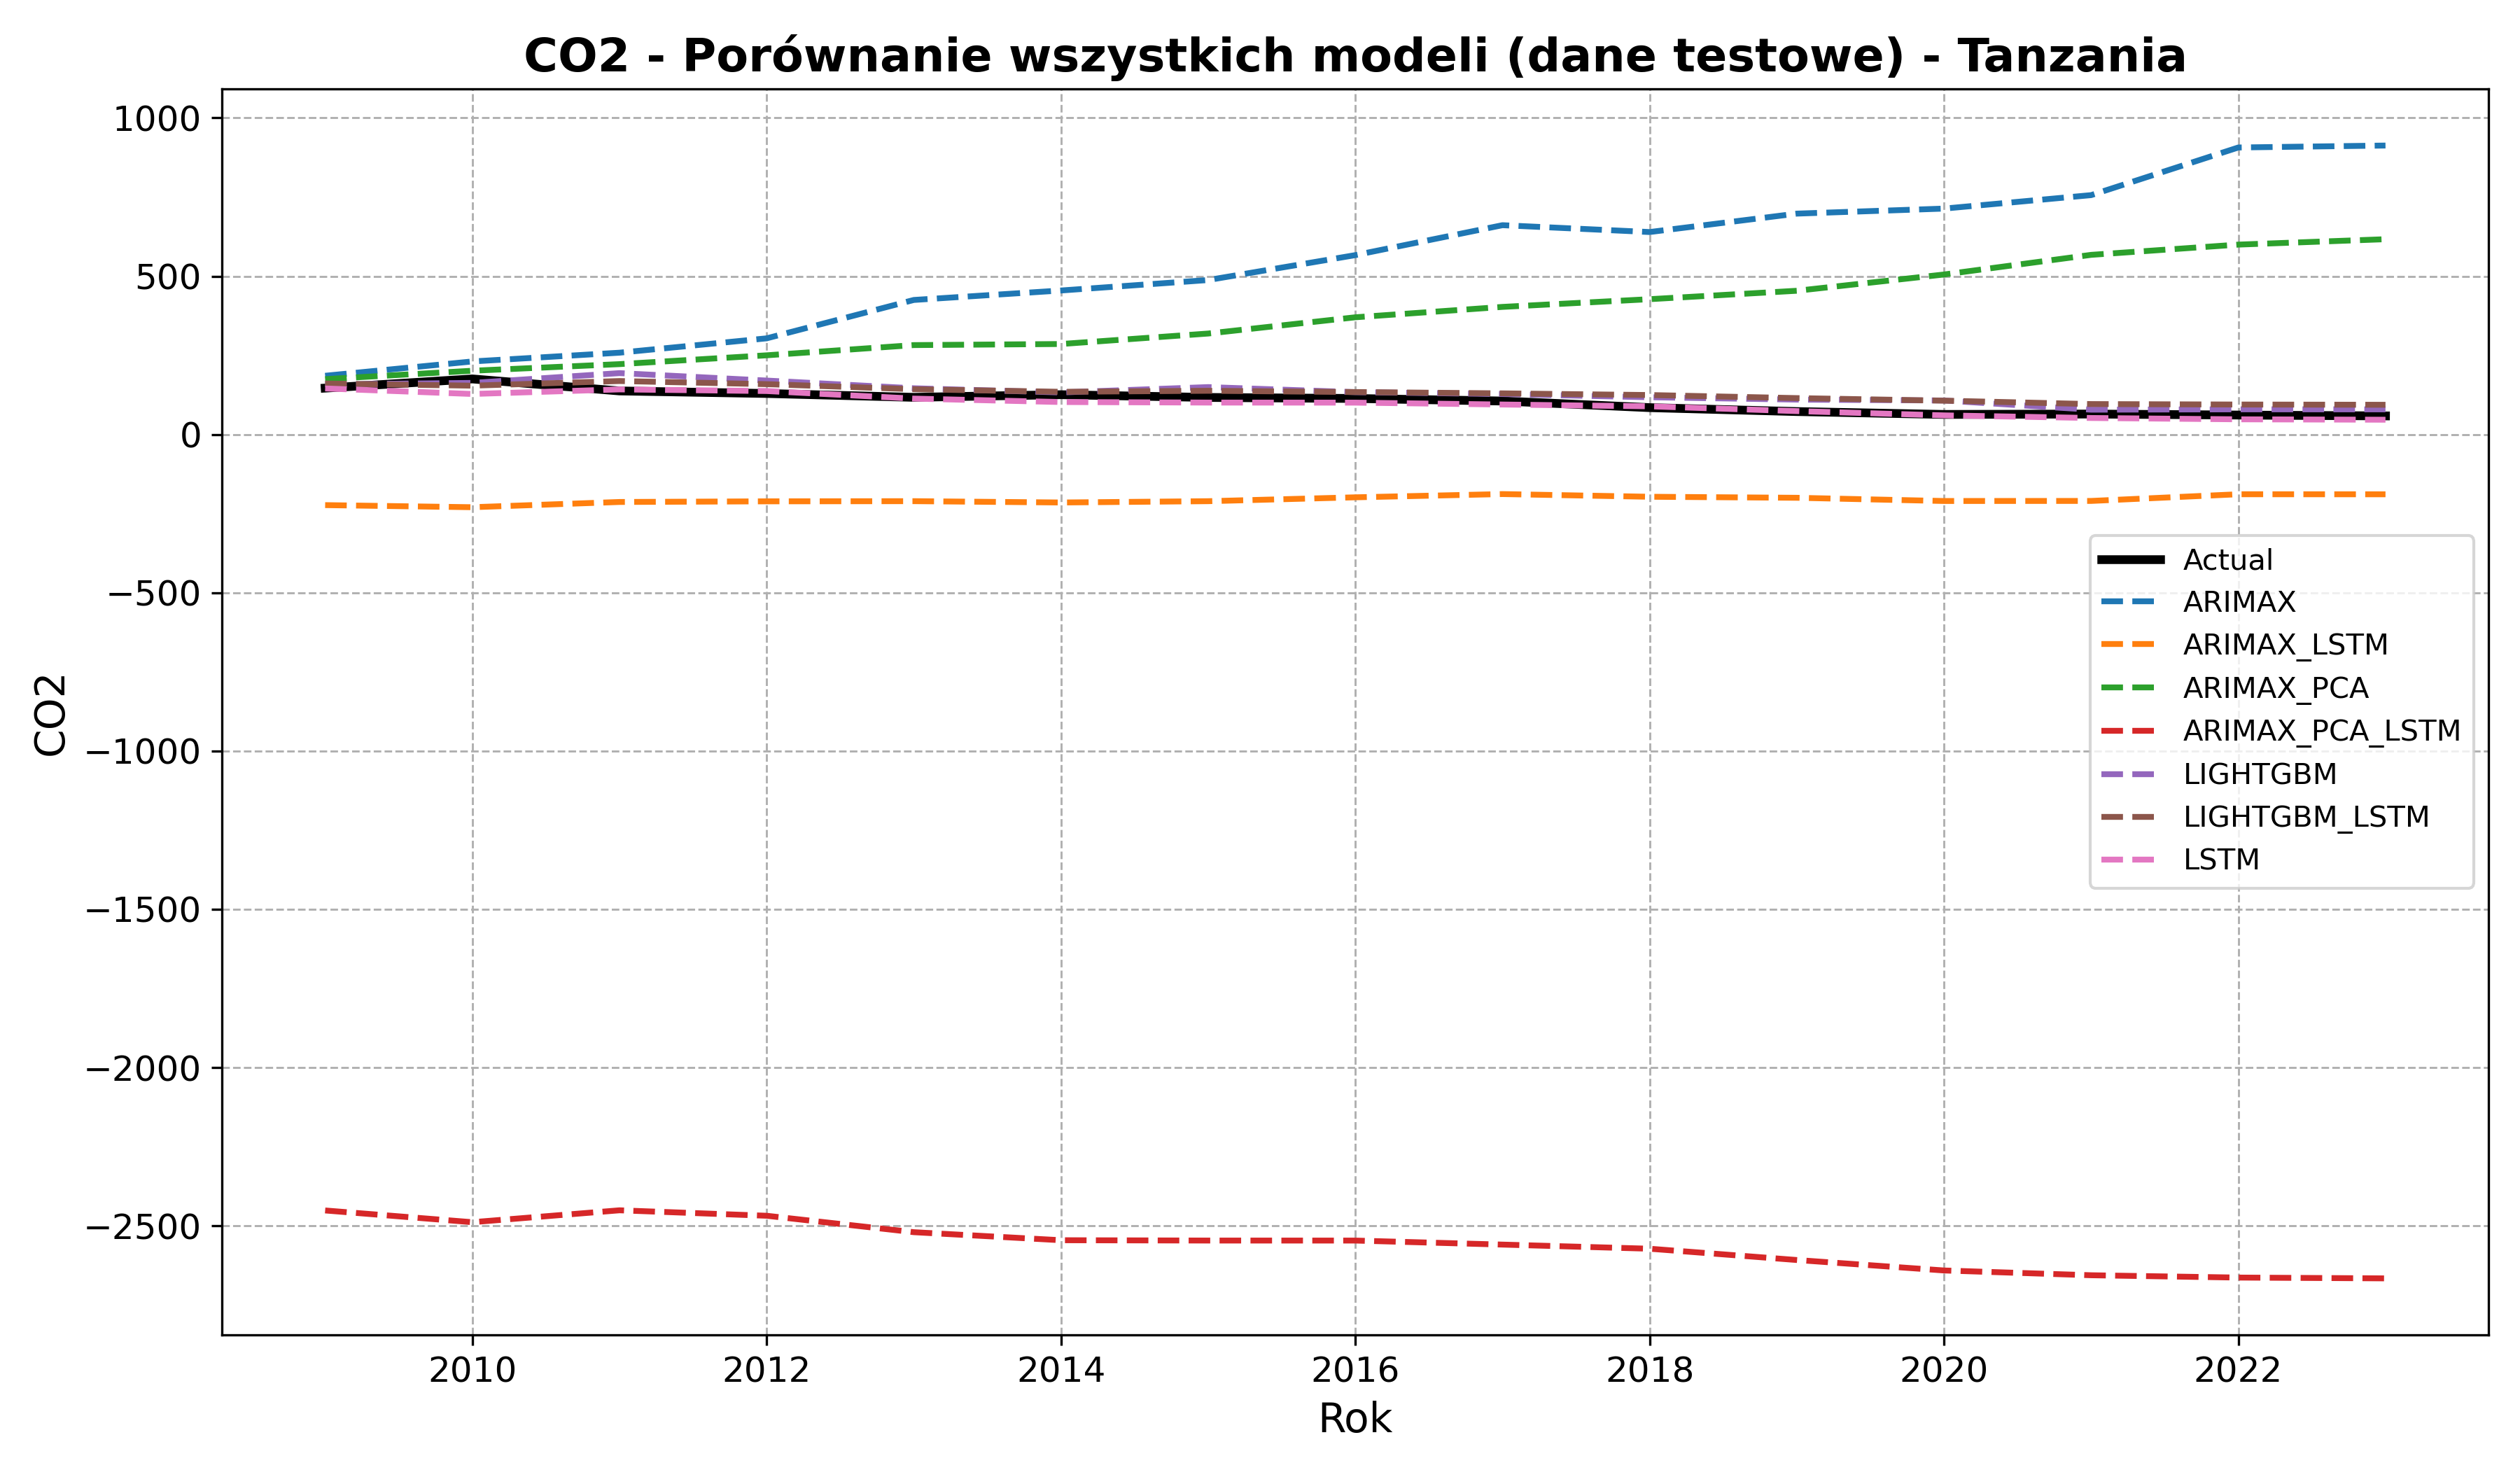 CO2 - Porównanie wszystkich modeli (dane testowe) - Tanzania
1000
500
0
−500
−1000
−1500
−2000
−2500
CO2
Actual
ARIMAX
ARIMAX_LSTM
ARIMAX_PCA
ARIMAX_PCA_LSTM
LIGHTGBM
LIGHTGBM_LSTM
LSTM
2010 2012 2014 2016 2018 2020 2022
Rok